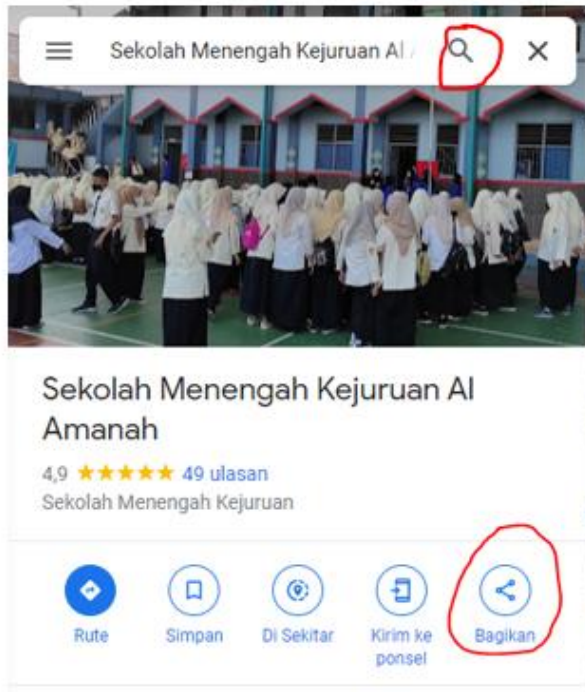 Sekolah Menengah Kejuruan Al
Sekolah Menengah Kejuruan Al
Amanah
4,9 49 ulasan
Sekolah Menengah Kejuruan
Rute Simpan Di Sekitar Kirim ke ponsel Bagikan